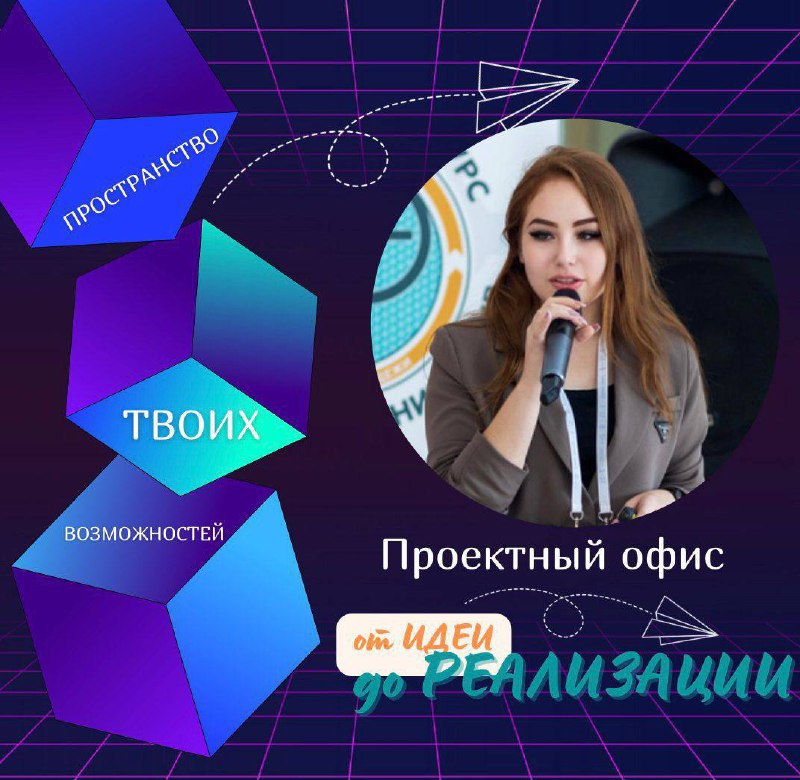 ПРОСТРАНСТВО
ТВОИХ
ВОЗМОЖНОСТЕЙ
Проектный офис
от ИДЕИ
до РЕАЛИЗАЦИИ